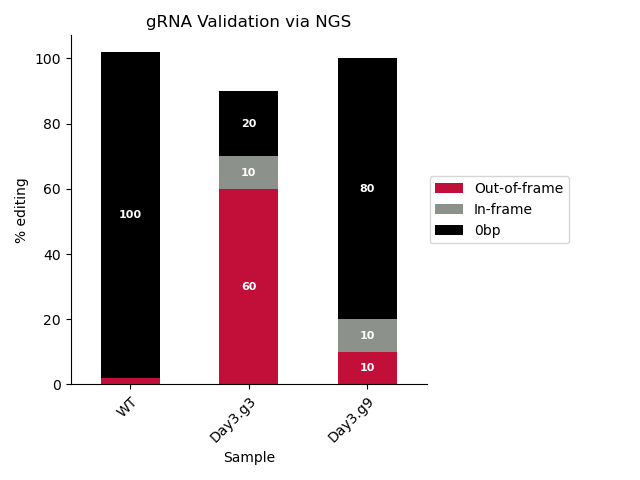 gRNA Validation via NGS
100
80
60
40
20
0
% editing
100
60
10
20
10
10
80
WT
Day3.g3
Day3.g9
Sample
Out-of-frame
In-frame
0bp